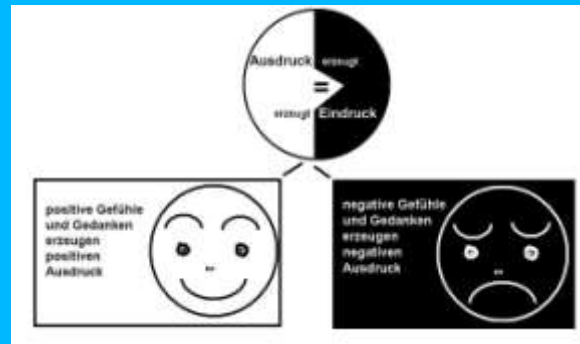 Ausdruck erzeugt
=
erzeugt Eindruck
positive Gefühle
und Gedanken
erzeugen
positiven
Ausdruck
negative Gefühle
und Gedanken
erzeugen
negativen
Ausdruck